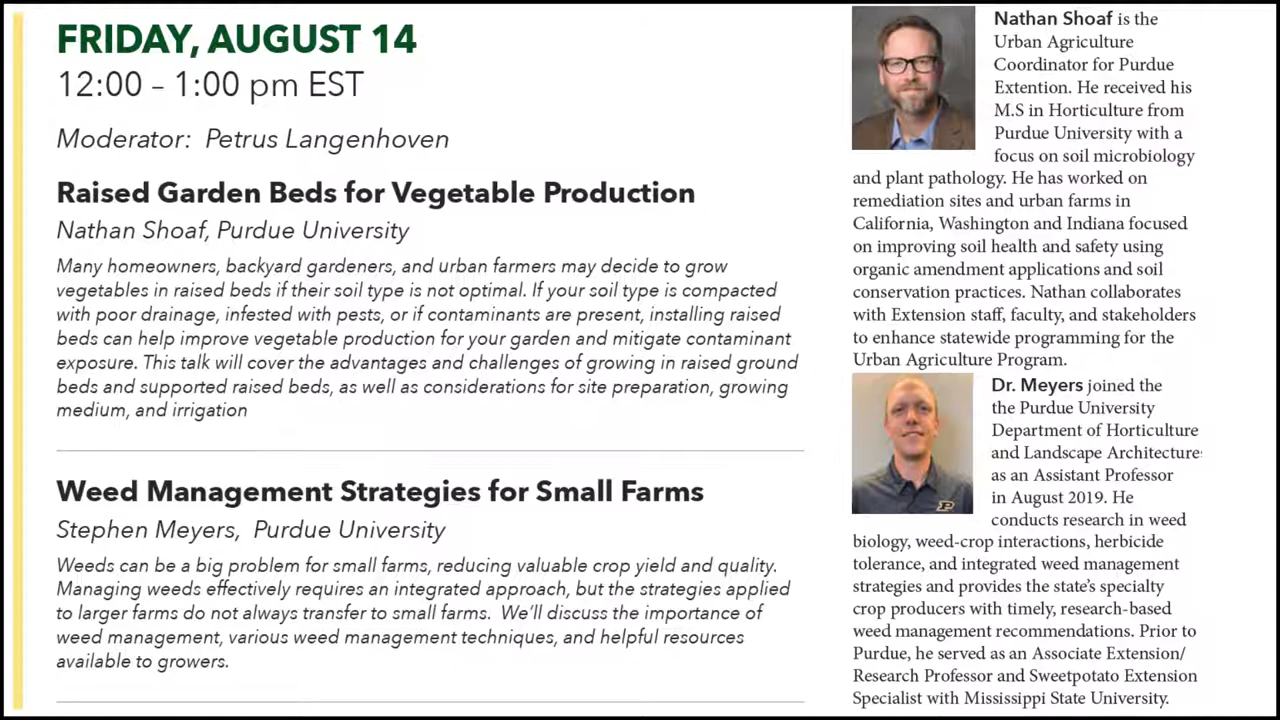 FRIDAY, AUGUST 14
12:00 – 1:00 pm EST
Moderator: Petrus Langenhoven
Raised Garden Beds for Vegetable Production
Nathan Shoaf, Purdue University
Many homeowners, backyard gardeners, and urban farmers may decide to grow
vegetables in raised beds if their soil type is not optimal. If your soil type is compacted
with poor drainage, infested with pests, or if contaminants are present, installing raised
beds can help improve vegetable production for your garden and mitigate contaminant
exposure. This talk will cover the advantages and challenges of growing in raised ground
beds and supported raised beds, as well as considerations for site preparation, growing
medium, and irrigation
Weed Management Strategies for Small Farms
Stephen Meyers, Purdue University
Weeds can be a big problem for small farms, reducing valuable crop yield and quality.
Managing weeds effectively requires an integrated approach, but the strategies applied
to larger farms do not always transfer to small farms. We'll discuss the importance of
weed management, various weed management techniques, and helpful resources
available to growers.
Nathan Shoaf is the
Urban Agriculture
Coordinator for Purdue
Extention. He received his
M.S in Horticulture from
Purdue University with a
focus on soil microbiology
and plant pathology. He has worked on
remediation sites and urban farms in
California, Washington and Indiana focused
on improving soil health and safety using
organic amendment applications and soil
conservation practices. Nathan collaborates
with Extension staff, faculty, and stakeholders
to enhance statewide programming for the
Urban Agriculture Program.
Dr. Meyers joined the
the Purdue University
Department of Horticulture
and Landscape Architecture
as an Assistant Professor
in August 2019. He
conducts research in weed
biology, weed-crop interactions, herbicide
tolerance, and integrated weed management
strategies and provides the state's specialty
crop producers with timely, research-based
weed management recommendations. Prior to
Purdue, he served as an Associate Extension/
Research Professor and Sweetpotato Extension
Specialist with Mississippi State University.